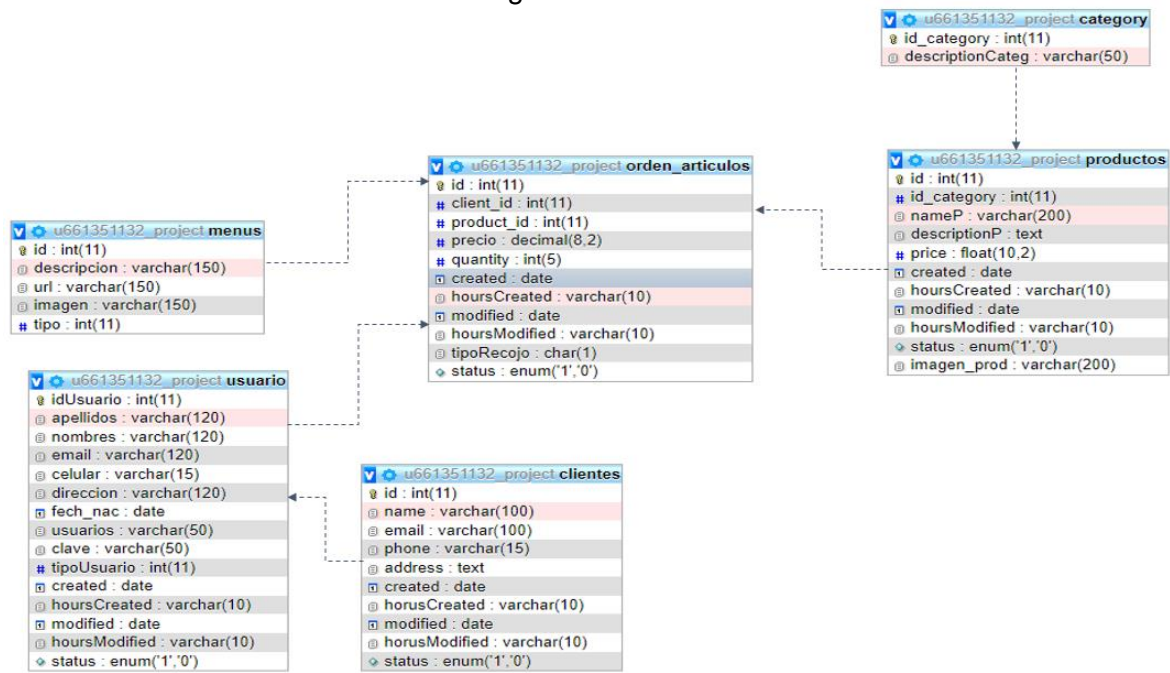 u661351132_project category
id_category : int(11)
descriptionCateg : varchar(50)
u661351132_project orden_articulos
id : int(11)
client_id : int(11)
product_id : int(11)
precio : decimal(8,2)
quantity : int(5)
created : date
hoursCreated : varchar(10)
modified : date
hoursModified : varchar(10)
tipoRecojo : char(1)
status : enum('1','0')
u661351132_project productos
id : int(11)
id_category : int(11)
nameP : varchar(200)
descriptionP : text
price : float(10,2)
created : date
hoursCreated : varchar(10)
modified : date
hoursModified : varchar(10)
status : enum('1','0')
imagen_prod : varchar(200)
u661351132_project menus
id : int(11)
descripcion : varchar(150)
url : varchar(150)
imagen : varchar(150)
tipo : int(11)
u661351132_project usuario
idUsuario : int(11)
apellidos : varchar(120)
nombres : varchar(120)
email : varchar(120)
celular : varchar(15)
direccion : varchar(120)
fech_nac : date
usuarios : varchar(50)
clave : varchar(50)
tipoUsuario : int(11)
created : date
hoursCreated : varchar(10)
modified : date
hoursModified : varchar(10)
status : enum('1','0')
u661351132_project clientes
id : int(11)
name : varchar(100)
email : varchar(100)
phone : varchar(15)
address : text
created : date
horusCreated : varchar(10)
modified : date
horusModified : varchar(10)
status : enum('1','0')